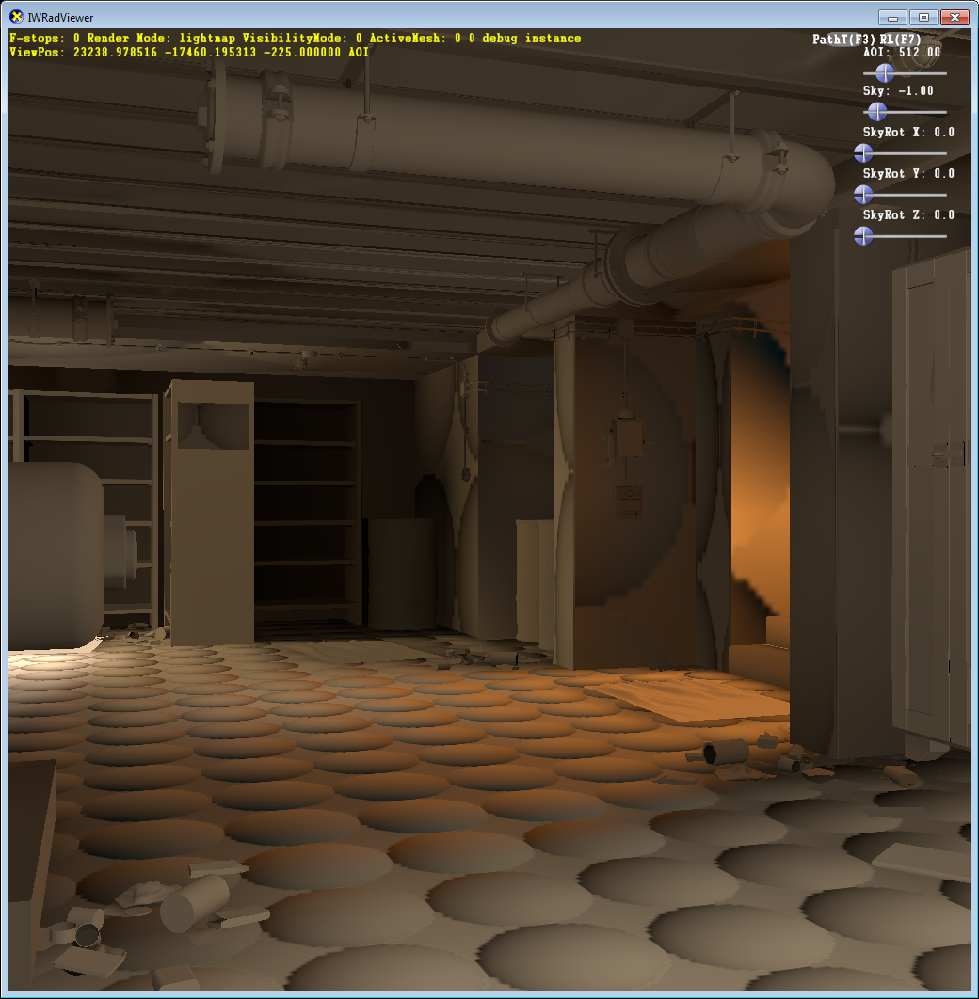 IWRadViewer
F-stops: 0 Render Mode: lightmap VisibilityMode: 0 ActiveMesh: 0 0 debug instance
ViewPos: 23238.978516 -17460.195313 -225.000000 AOI
PathT(F3) RL(F7)
AOI: 512.00
Sky: -1.00
SkyRot X: 0.0
SkyRot Y: 0.0
SkyRot Z: 0.0